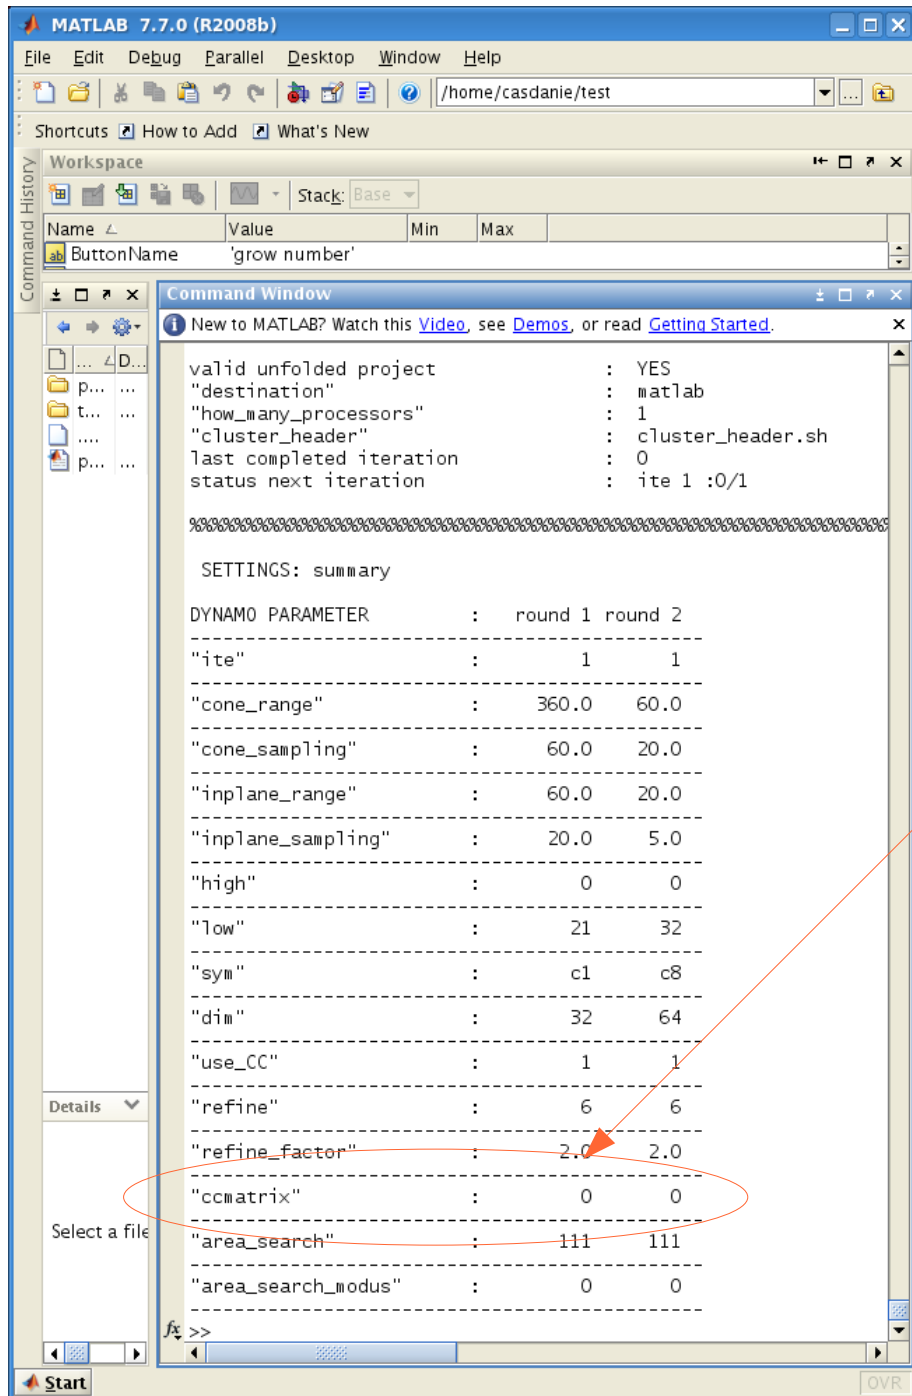 MATLAB 7.7.0 (R2008b)
File Edit Debug Parallel Desktop Window Help
/home/casdanie/test
Shortcuts How to Add What's New
Command History
Workspace
Stack: Base
Name Value Min Max
ab ButtonName 'grow number'
Command Window
New to MATLAB? Watch this Video, see Demos, or read Getting Started.
... D...
p... ...
t... ...
.... ...
p... ...
valid unfolded project : YES
"destination" : matlab
"how_many_processors" : 1
"cluster_header" : cluster_header.sh
last completed iteration : 0
status next iteration : ite 1 :0/1
%%%%%%%%%%%%%%%%%%%%%%%%%%%%%%%%%%%%%%%%%%%%%%%%%%%%%%%%%%%%%%
SETTINGS: summary
DYNAMO PARAMETER : round 1 round 2
----------------------------------------------
"ite" : 1 1
----------------------------------------------
"cone_range" : 360.0 60.0
----------------------------------------------
"cone_sampling" : 60.0 20.0
----------------------------------------------
"inplane_range" : 60.0 20.0
----------------------------------------------
"inplane_sampling" : 20.0 5.0
----------------------------------------------
"high" : 0 0
----------------------------------------------
"low" : 21 32
----------------------------------------------
"sym" : c1 c8
----------------------------------------------
"dim" : 32 64
----------------------------------------------
"use_CC" : 1 1
----------------------------------------------
"refine" : 6 6
----------------------------------------------
"refine_factor" : 2.0 2.0
----------------------------------------------
"ccmatrix" : 0 0
----------------------------------------------
"area_search" : 111 111
----------------------------------------------
"area_search_modus" : 0 0
----------------------------------------------
fx >>
Details
Select a file
Start
OVR